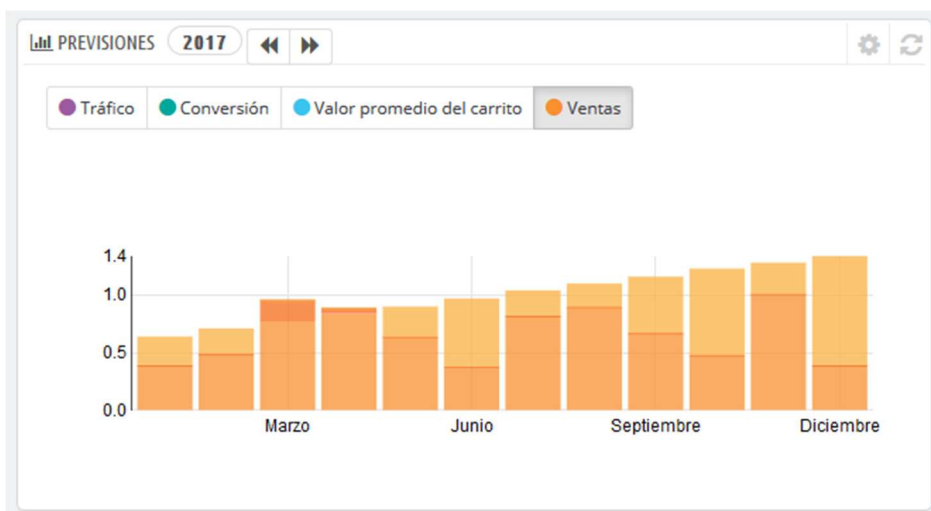 PREVISIONES 2017
Tráfico Conversión Valor promedio del carrito Ventas
1.4
1.0
0.5
0.0
Marzo Junio Septiembre Diciembre